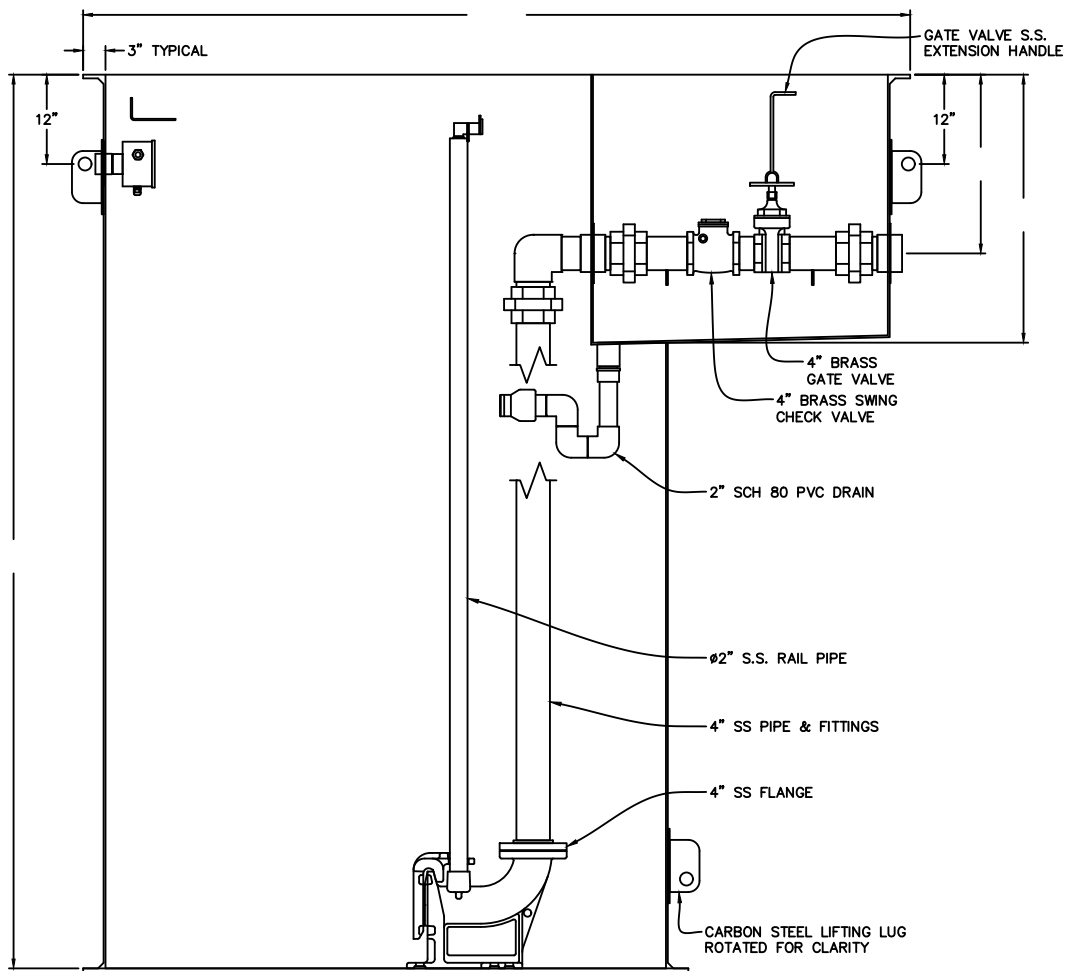 GATE VALVE S.S.
EXTENSION HANDLE
3" TYPICAL
12"
12"
4" BRASS
GATE VALVE
4" BRASS SWING
CHECK VALVE
2" SCH 80 PVC DRAIN
ø2" S.S. RAIL PIPE
4" SS PIPE & FITTINGS
4" SS FLANGE
CARBON STEEL LIFTING LUG
ROTATED FOR CLARITY